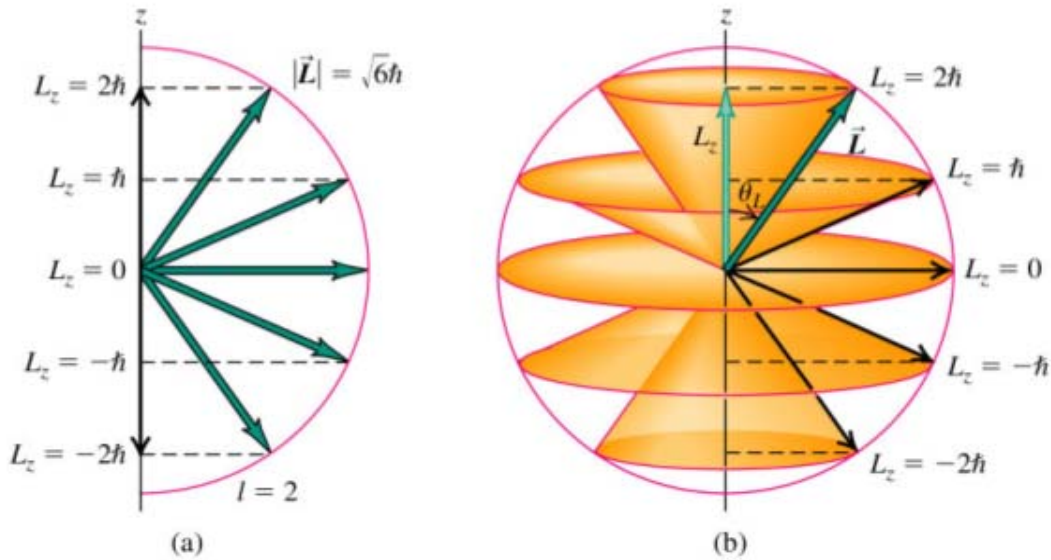 z
|L⃗| = √6ħ
L_z = 2ħ
L_z = ħ
L_z = 0
L_z = −ħ
L_z = −2ħ
l = 2
(a)
z
L_z = 2ħ
L_z
L⃗
L_z = ħ
θ_L
L_z = 0
L_z = −ħ
L_z = −2ħ
(b)